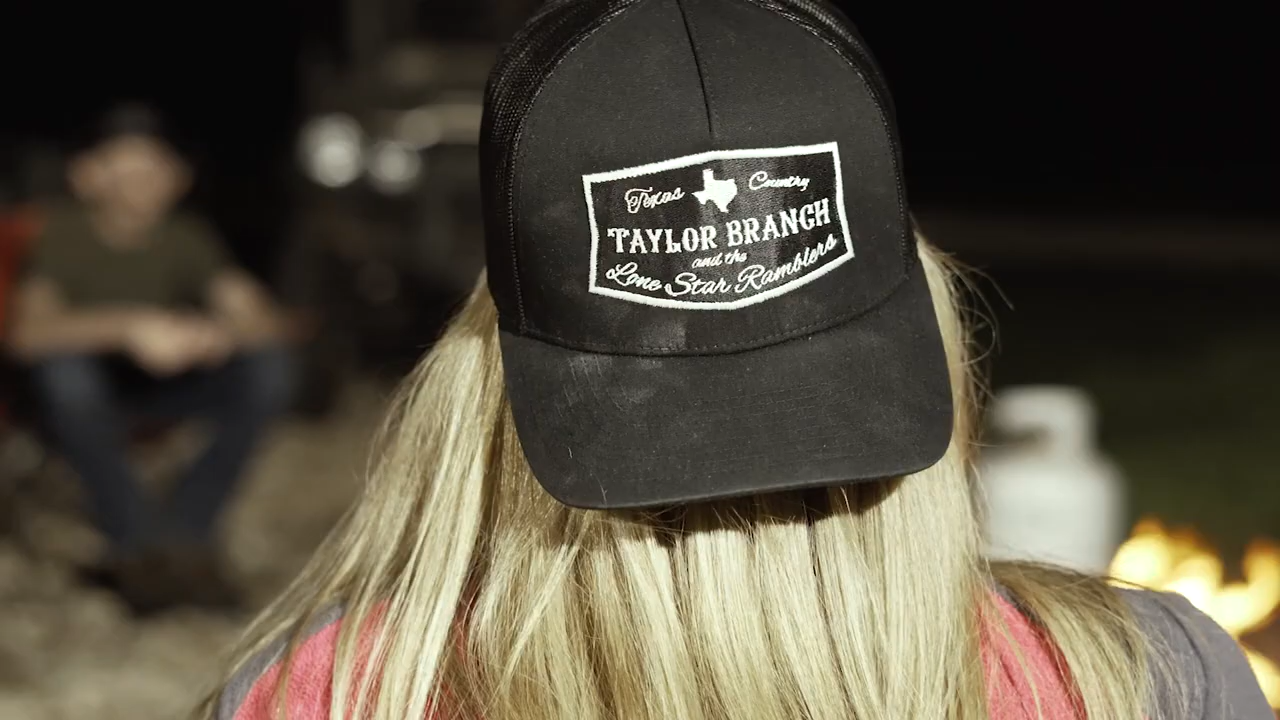 Texas Country
TAYLOR BRANCH
and the
Lone Star Ramblers